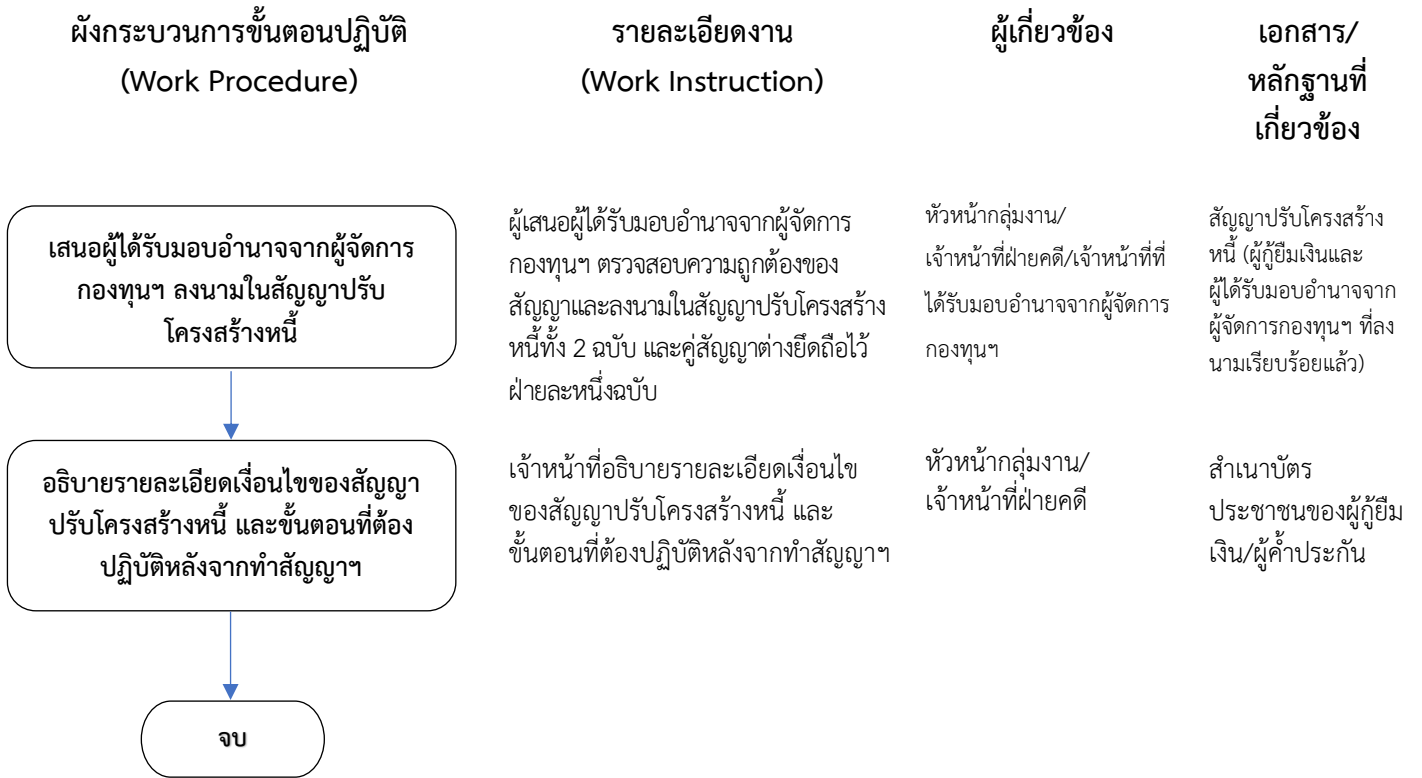 ผังกระบวนการขั้นตอนปฏิบัติ
(Work Procedure)
รายละเอียดงาน
(Work Instruction)
ผู้เกี่ยวข้อง
เอกสาร/
หลักฐานที่
เกี่ยวข้อง
เสนอผู้ได้รับมอบอำนาจจากผู้จัดการ
กองทุนฯ ลงนามในสัญญาปรับ
โครงสร้างหนี้
ผู้เสนอผู้ได้รับมอบอำนาจจากผู้จัดการ
กองทุนฯ ตรวจสอบความถูกต้องของ
สัญญาและลงนามในสัญญาปรับโครงสร้าง
หนี้ทั้ง 2 ฉบับ และคู่สัญญาต่างยึดถือไว้
ฝ่ายละหนึ่งฉบับ
หัวหน้ากลุ่มงาน/
เจ้าหน้าที่ฝ่ายคดี/เจ้าหน้าที่ที่
ได้รับมอบอำนาจจากผู้จัดการ
กองทุนฯ
สัญญาปรับโครงสร้าง
หนี้ (ผู้กู้ยืมเงินและ
ผู้ได้รับมอบอำนาจจาก
ผู้จัดการกองทุนฯ ที่ลง
นามเรียบร้อยแล้ว)
อธิบายรายละเอียดเงื่อนไขของสัญญา
ปรับโครงสร้างหนี้ และขั้นตอนที่ต้อง
ปฏิบัติหลังจากทำสัญญาฯ
เจ้าหน้าที่อธิบายรายละเอียดเงื่อนไข
ของสัญญาปรับโครงสร้างหนี้ และ
ขั้นตอนที่ต้องปฏิบัติหลังจากทำสัญญาฯ
หัวหน้ากลุ่มงาน/
เจ้าหน้าที่ฝ่ายคดี
สำเนาบัตร
ประชาชนของผู้กู้ยืม
เงิน/ผู้ค้ำประกัน
จบ